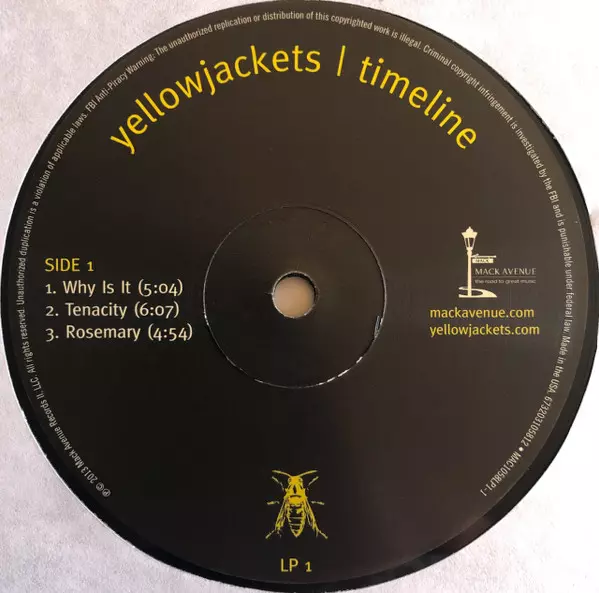 yellowjackets | timeline
SIDE 1
1. Why Is It (5:04)
2. Tenacity (6:07)
3. Rosemary (4:54)
MACK
MACK AVENUE
the road to great music
mackavenue.com
yellowjackets.com
LP 1
℗© 2013 Mack Avenue Records II, LLC. All rights reserved. Unauthorized duplication is a violation of applicable laws. FBI Anti-Piracy Warning: The unauthorized replication or distribution of this copyrighted work is illegal. Criminal copyright infringement is investigated by the FBI and is punishable under federal law. Made in the USA. 673203105812 • MAC1058LP1-1